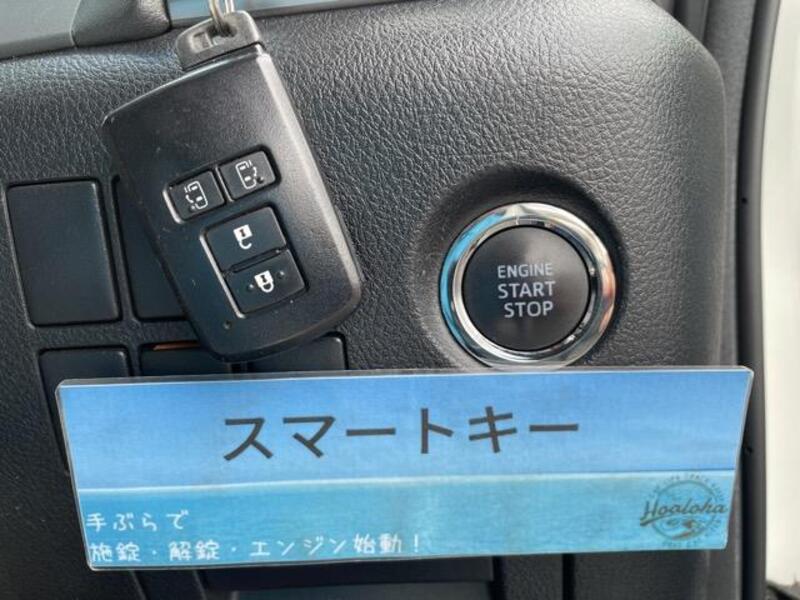 ENGINE
START
STOP
スマートキー
手ぶらで
施錠・解錠・エンジン始動！
Hoaloha